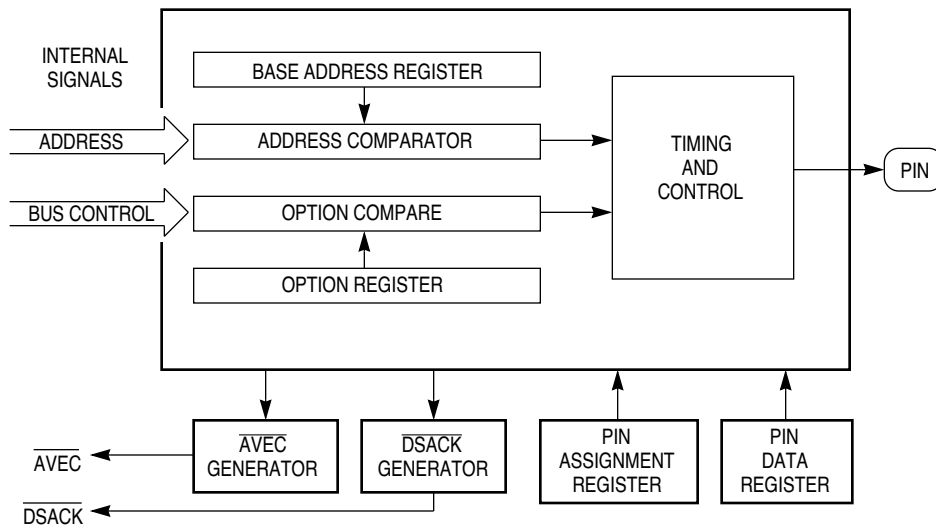 INTERNAL
SIGNALS
BASE ADDRESS REGISTER
ADDRESS
ADDRESS COMPARATOR
TIMING
AND
CONTROL
PIN
BUS CONTROL
OPTION COMPARE
OPTION REGISTER
AVEC
GENERATOR
DSACK
GENERATOR
PIN
ASSIGNMENT
REGISTER
PIN
DATA
REGISTER
AVEC
DSACK